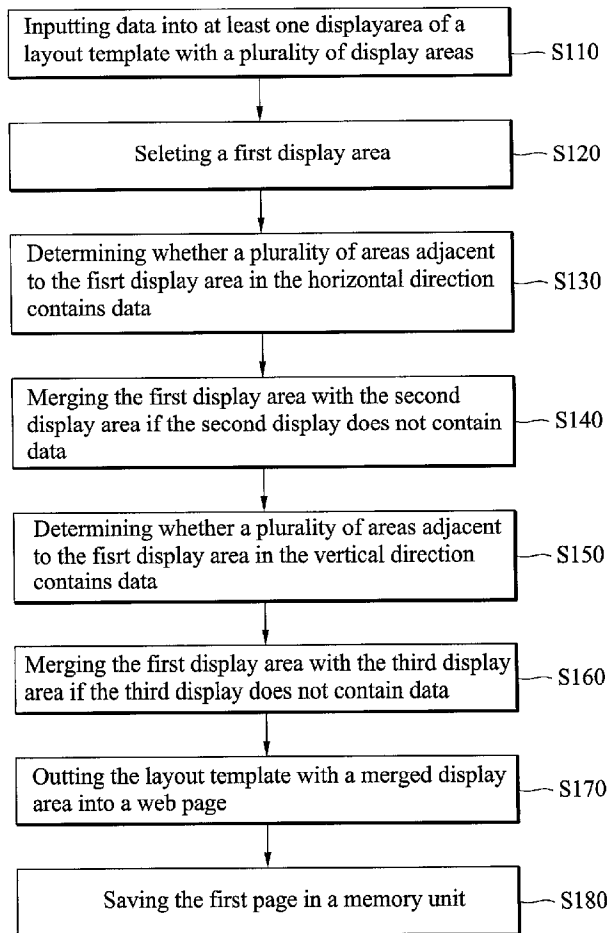 Inputting data into at least one displayarea of a
layout template with a plurality of display areas
S110
Seleting a first display area
S120
Determining whether a plurality of areas adjacent
to the fisrt display area in the horizontal direction
contains data
S130
Merging the first display area with the second
display area if the second display does not contain
data
S140
Determining whether a plurality of areas adjacent
to the fisrt display area in the vertical direction
contains data
S150
Merging the first display area with the third display
area if the third display does not contain data
S160
Outting the layout template with a merged display
area into a web page
S170
Saving the first page in a memory unit
S180